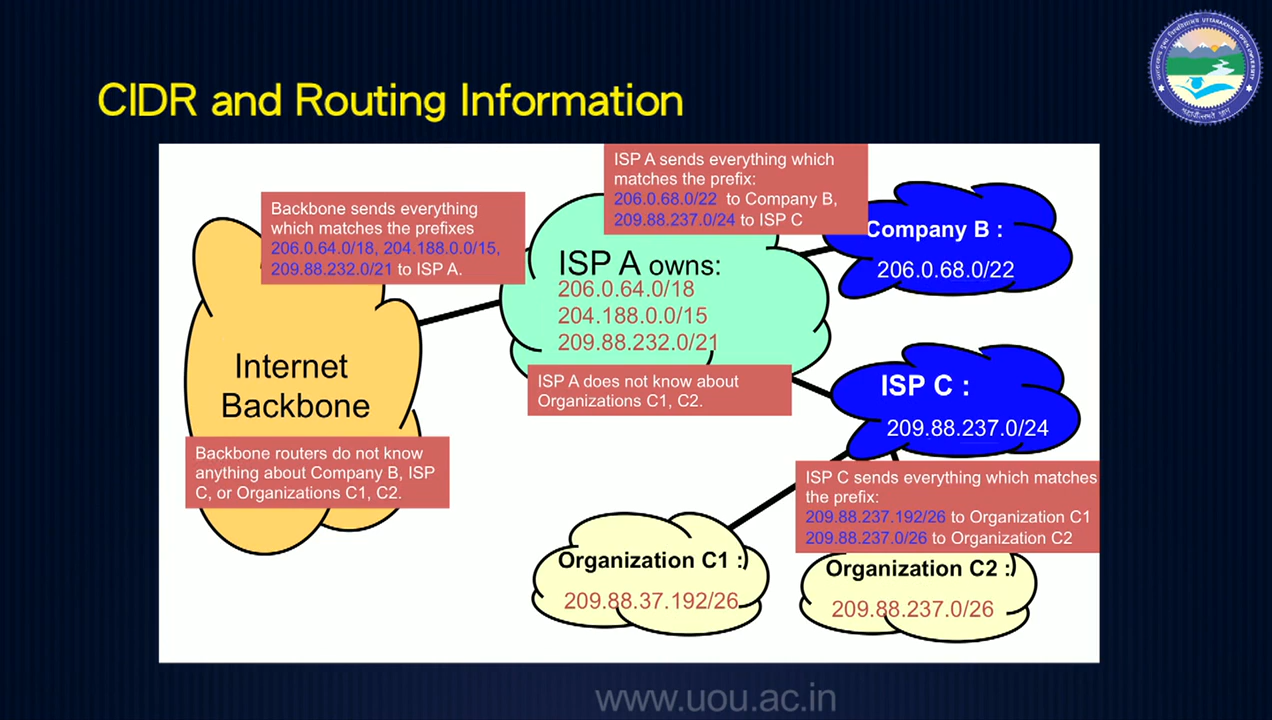 CIDR and Routing Information
ISP A sends everything which
matches the prefix:
206.0.68.0/22 to Company B,
209.88.237.0/24 to ISP C
Backbone sends everything
which matches the prefixes
206.0.64.0/18, 204.188.0.0/15,
209.88.232.0/21 to ISP A.
Company B :
206.0.68.0/22
ISP A owns:
206.0.64.0/18
204.188.0.0/15
209.88.232.0/21
Internet
Backbone
ISP A does not know about
Organizations C1, C2.
ISP C :
209.88.237.0/24
Backbone routers do not know
anything about Company B, ISP
C, or Organizations C1, C2.
ISP C sends everything which matches
the prefix:
209.88.237.192/26 to Organization C1
209.88.237.0/26 to Organization C2
Organization C1 :
209.88.37.192/26
Organization C2 :
209.88.237.0/26
www.uou.ac.in